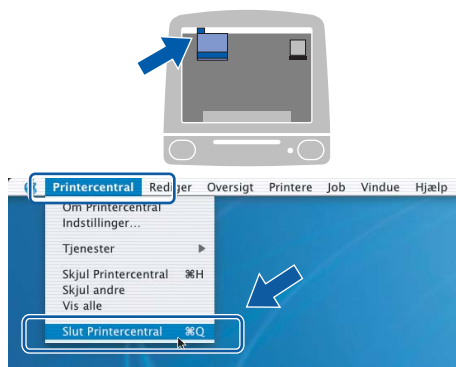 Printercentral Rediger Oversigt Printere Job Vindue Hjælp
Om Printercentral
Indstillinger...
Tjenester
Skjul Printercentral ⌘H
Skjul andre
Vis alle
Slut Printercentral ⌘Q